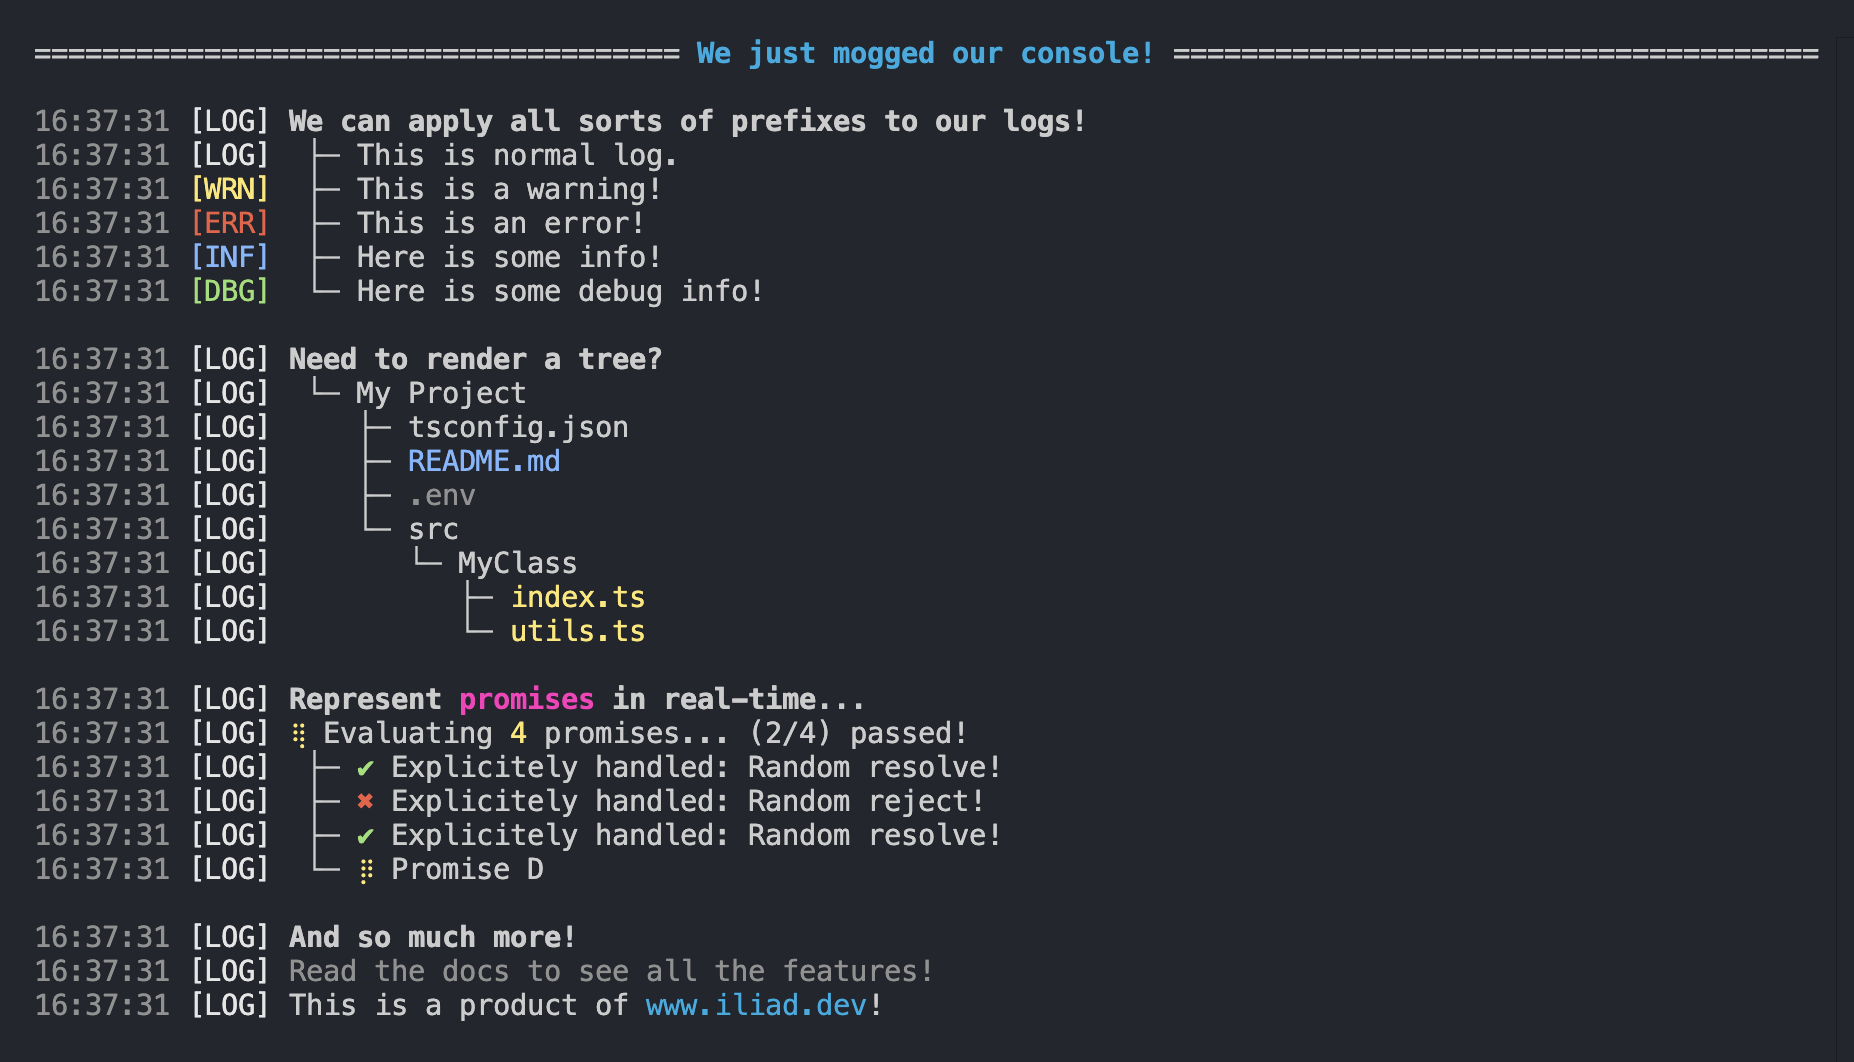 ====================================== We just mogged our console! ======================================
16:37:31 [LOG] We can apply all sorts of prefixes to our logs!
16:37:31 [LOG]  ├─ This is normal log.
16:37:31 [WRN]  ├─ This is a warning!
16:37:31 [ERR]  ├─ This is an error!
16:37:31 [INF]  ├─ Here is some info!
16:37:31 [DBG]  └─ Here is some debug info!
16:37:31 [LOG] Need to render a tree?
16:37:31 [LOG]  └─ My Project
16:37:31 [LOG]     ├─ tsconfig.json
16:37:31 [LOG]     ├─ README.md
16:37:31 [LOG]     ├─ .env
16:37:31 [LOG]     └─ src
16:37:31 [LOG]        └─ MyClass
16:37:31 [LOG]           ├─ index.ts
16:37:31 [LOG]           └─ utils.ts
16:37:31 [LOG] Represent promises in real-time...
16:37:31 [LOG] ⢿ Evaluating 4 promises... (2/4) passed!
16:37:31 [LOG]  ├─ ✔ Explicitely handled: Random resolve!
16:37:31 [LOG]  ├─ ✖ Explicitely handled: Random reject!
16:37:31 [LOG]  ├─ ✔ Explicitely handled: Random resolve!
16:37:31 [LOG]  └─ ⡿ Promise D
16:37:31 [LOG] And so much more!
16:37:31 [LOG] Read the docs to see all the features!
16:37:31 [LOG] This is a product of www.iliad.dev!